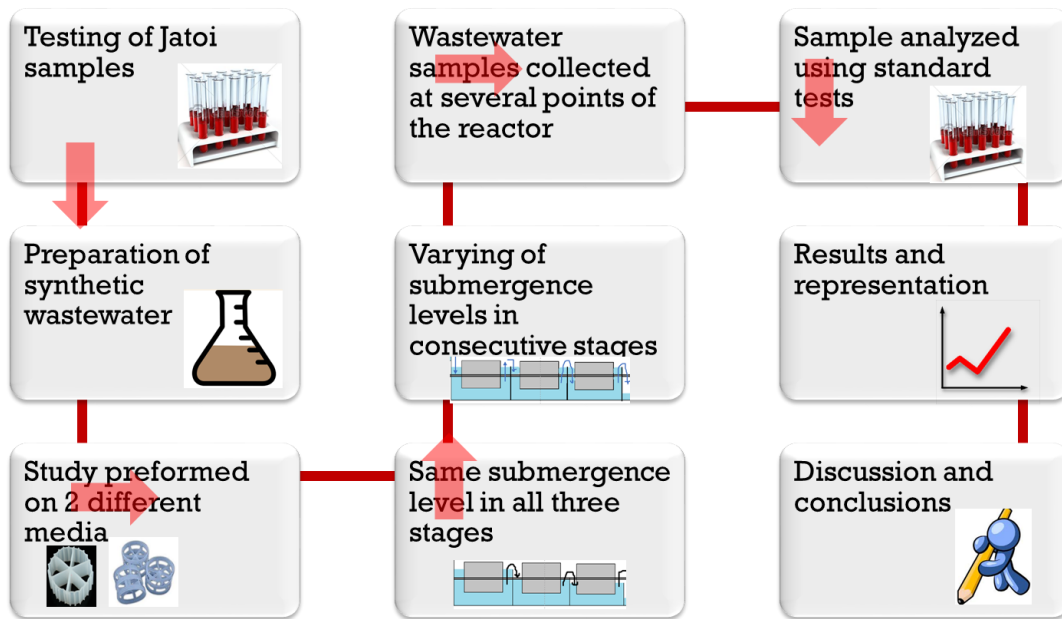 Testing of Jatoi
samples
Preparation of
synthetic
wastewater
Study preformed
on 2 different
media
Same submergence
level in all three
stages
Varying of
submergence
levels in
consecutive stages
Wastewater
samples collected
at several points of
the reactor
Sample analyzed
using standard
tests
Results and
representation
Discussion and
conclusions